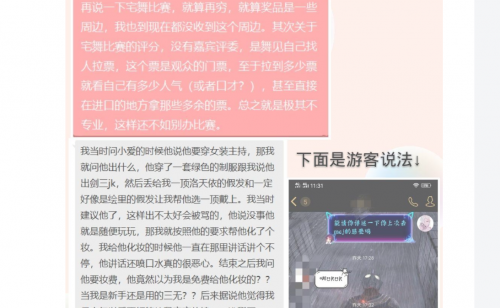 再说一下宅舞比赛，就算再穷，就算奖品是一些
周边，我也到现在都没收到这个周边。其次关于
宅舞比赛的评分，没有嘉宾评委，是舞见自己找
人拉票，这个票是观众的门票，至于拉到多少票
就看自己有多少人气（或者口才？），甚至直接
在进口的地方拿那些多余的票。总之就是极其不
专业，这样还不如别办比赛。
我当时问小爱的时候他说他要穿女装主持，那我
就问他出什么，他穿了一套绿色的制服跟我说他
出剑三jk，然后丢给我一顶洛天依的假发和一定
好像是绘里的假发让我帮他选一顶戴上。我当时
建议他了，这样出不太好会被骂的，他说没事他
就是随便玩玩，那我就按照他的要求帮他化了个
妆。我给他化妆的时候他一直在那里讲话讲个不
停，他讲话还喷口水真的很恶心。结束之后我问
他要妆费，他竟然以为我是免费给他化妆的？？
当我是新手还是用的三无？？后来据说他觉得我
下面是游客说法↓
11:31